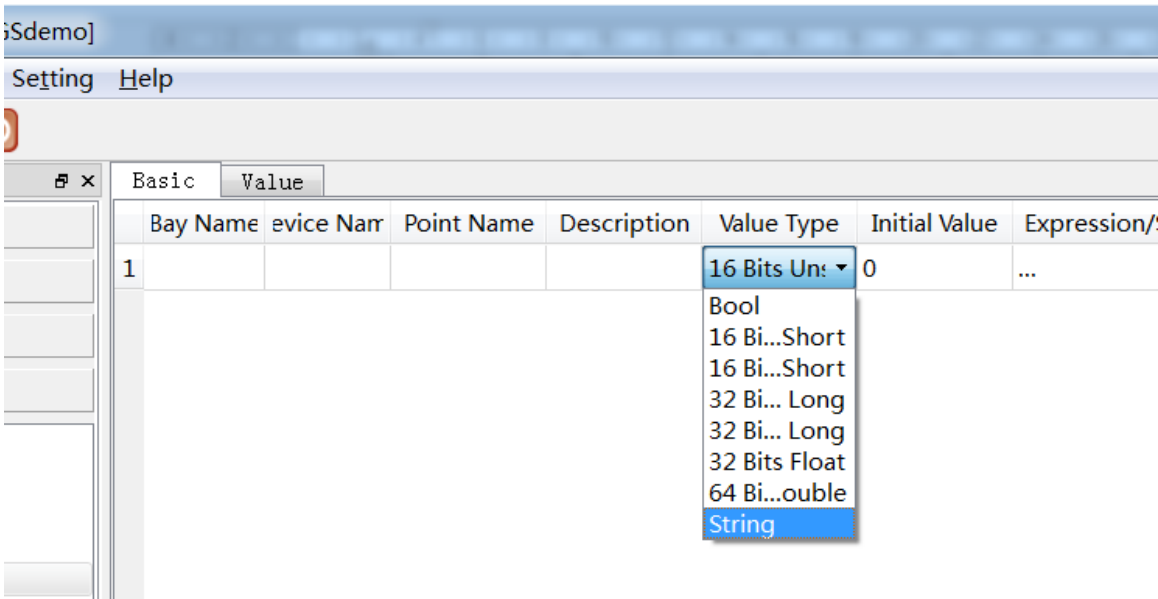 GSdemo]
Setting Help
Basic Value
Bay Name evice Nam Point Name Description Value Type Initial Value Expression/S
1 16 Bits Uns 0 ...
Bool
16 Bi...Short
16 Bi...Short
32 Bi... Long
32 Bi... Long
32 Bits Float
64 Bi...ouble
String